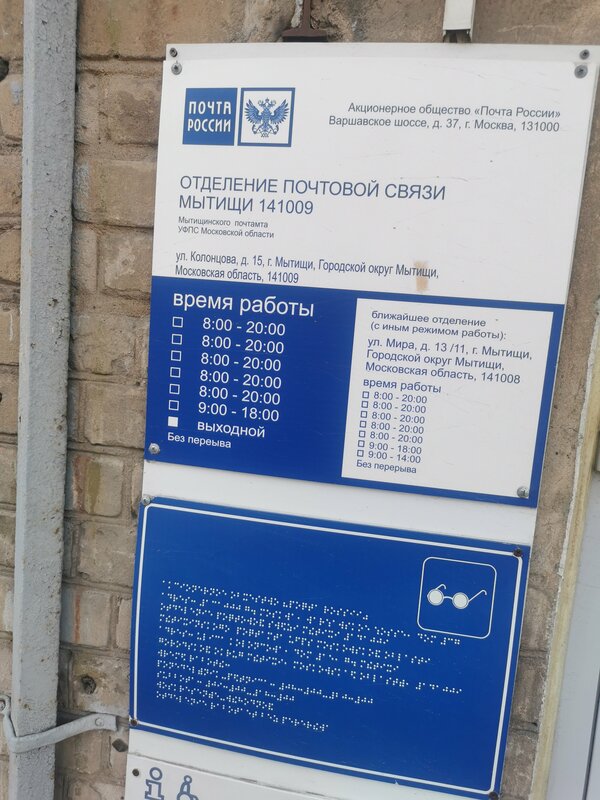 ПОЧТА
РОССИИ
Акционерное общество «Почта России»
Варшавское шоссе, д. 37, г. Москва, 131000
ОТДЕЛЕНИЕ ПОЧТОВОЙ СВЯЗИ
МЫТИЩИ 141009
Мытищинского почтамта
УФПС Московской области
ул. Колонцова, д. 15, г. Мытищи, Городской округ Мытищи,
Московская область, 141009
время работы
8:00 - 20:00
8:00 - 20:00
8:00 - 20:00
8:00 - 20:00
8:00 - 20:00
9:00 - 18:00
выходной
Без переыва
ближайшее отделение
(с иным режимом работы):
ул. Мира, д. 13 /11, г. Мытищи,
Городской округ Мытищи,
Московская область, 141008
время работы
8:00 - 20:00
8:00 - 20:00
8:00 - 20:00
8:00 - 20:00
8:00 - 20:00
9:00 - 18:00
9:00 - 14:00
Без перерыва